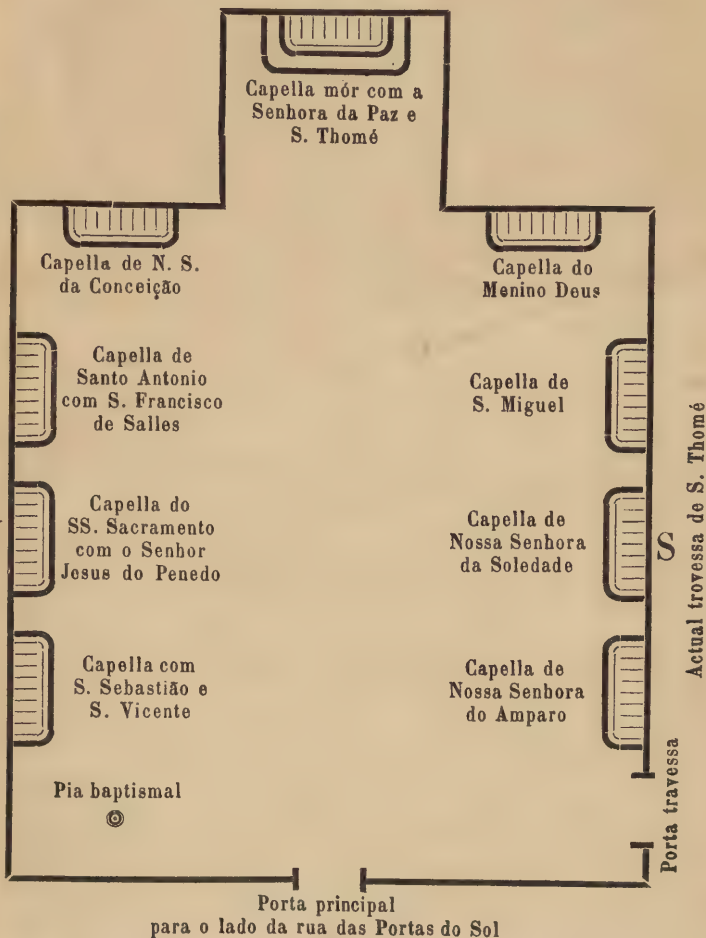 Capella mór com a
Senhora da Paz e
S. Thomé
Capella de N. S.
da Conceição
Capella do
Menino Deus
Capella de
Santo Antonio
com S. Francisco
de Salles
Capella de
S. Miguel
Capella do
SS. Sacramento
com o Senhor
Jesus do Penedo
Capella de
Nossa Senhora
da Soledade
S
Actual trovessa de S. Thomé
Capella com
S. Sebastião e
S. Vicente
Capella de
Nossa Senhora
do Amparo
Pia baptismal
Porta travessa
Porta principal
para o lado da rua das Portas do Sol